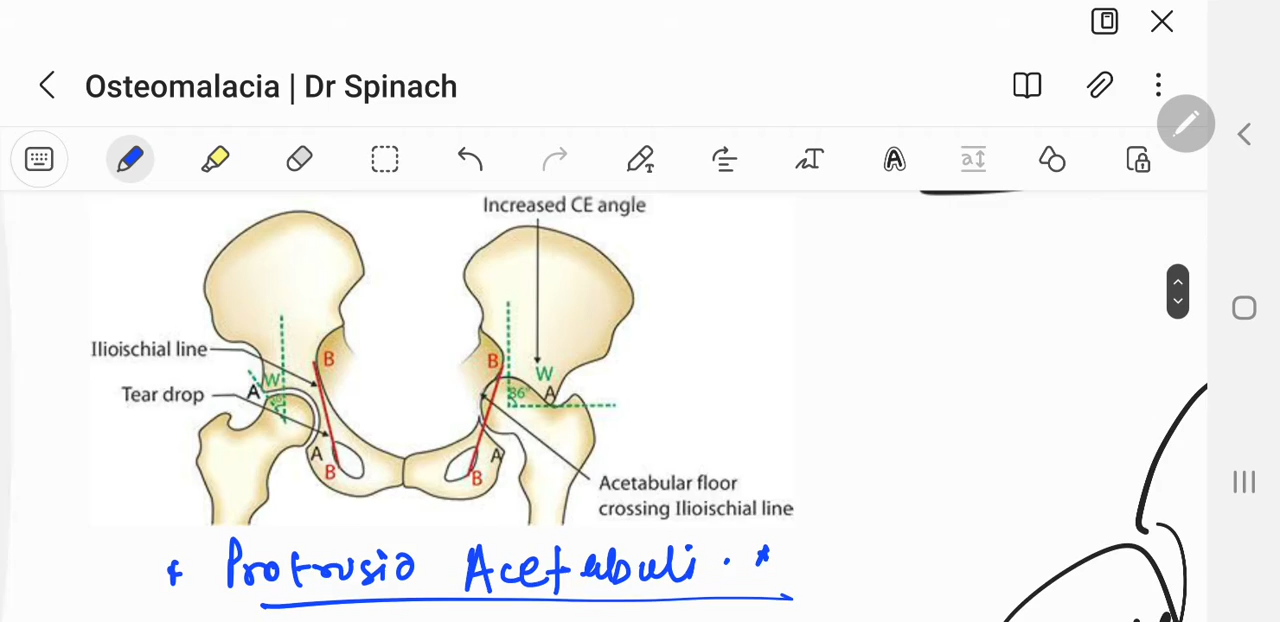 Osteomalacia | Dr Spinach
Increased CE angle
Ilioischial line
B
B
W
W
A
A
36°
Tear drop
A
A
B
B
Acetabular floor
crossing Ilioischial line
* Protrusio Acetabuli . *